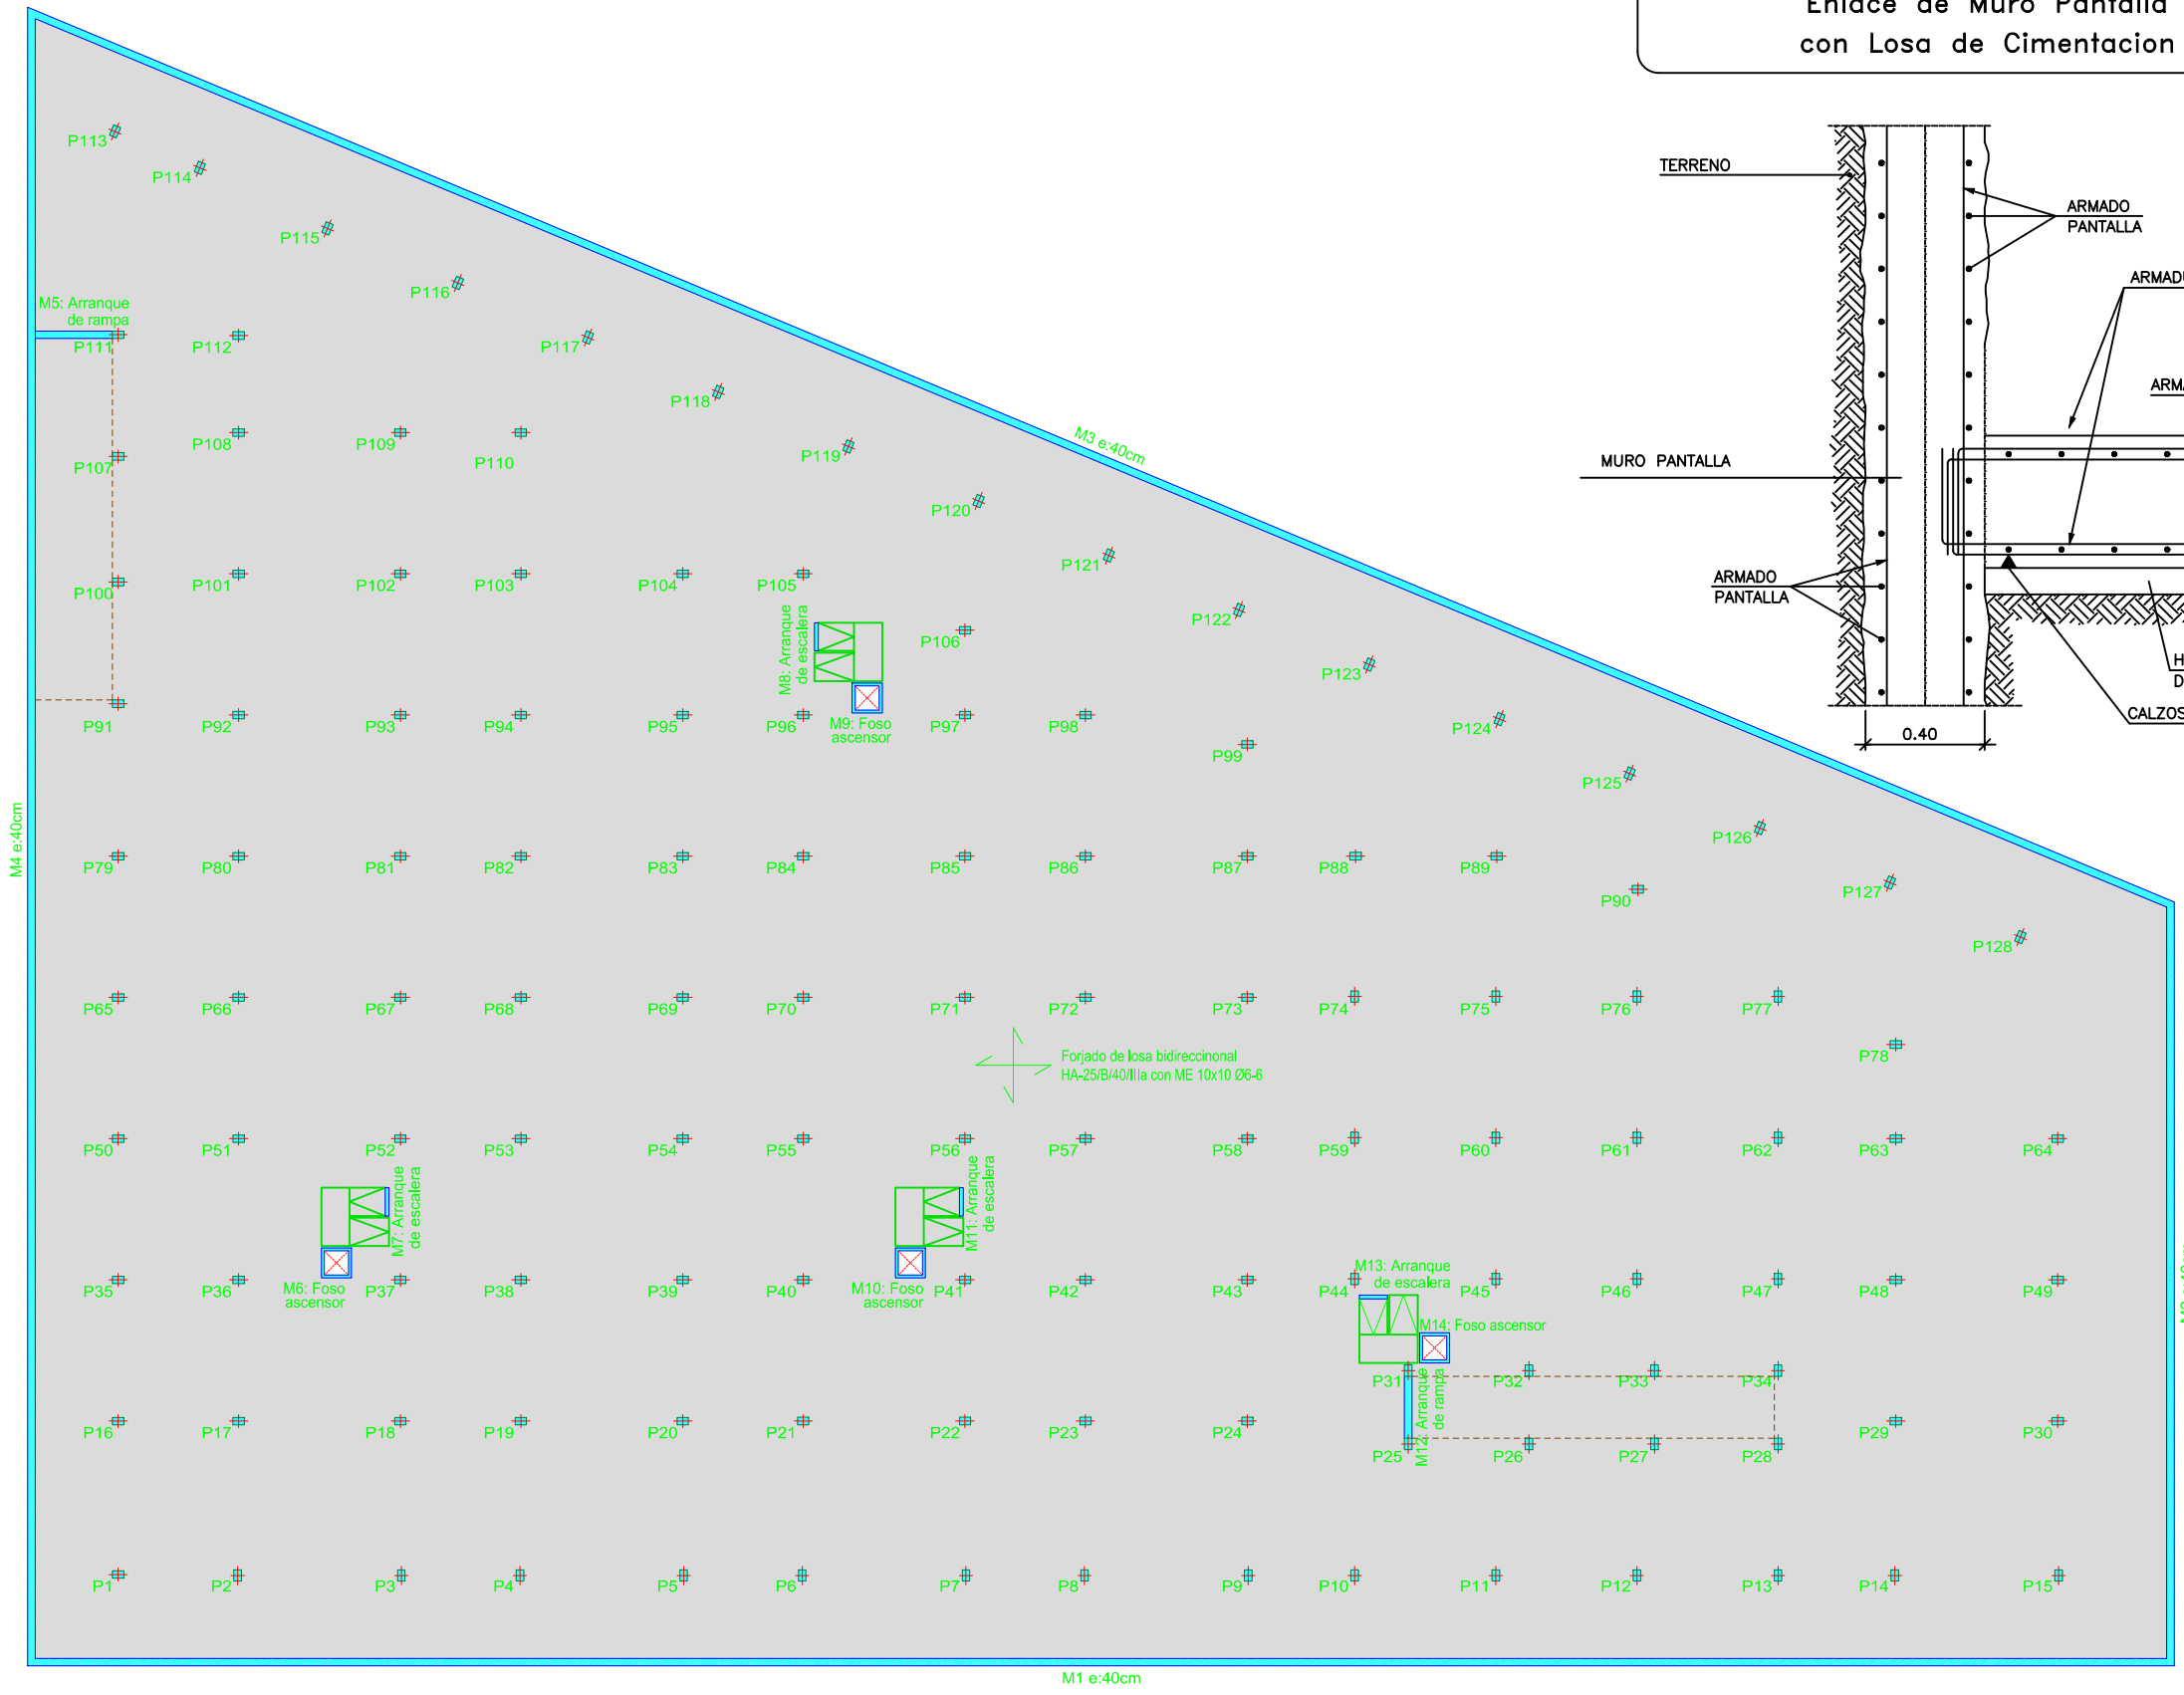 Enlace de Muro Pantalla
con Losa de Cimentacion
TERRENO
ARMADO
PANTALLA
MURO PANTALLA
ARMADO
PANTALLA
0.40
CALZOS
P113
P114
P115
P116
M5: Arranque
de rampa
P111
P112
P117
P118
M3 e:40cm
P108
P109
P110
P107
P119
P120
P121
P100
P101
P102
P103
P104
P105
M8: Arranque
de escalera
P106
P122
P123
M9: Foso
ascensor
P91
P92
P93
P94
P95
P96
P97
P98
P99
P124
P125
P126
P127
P128
M4 e:40cm
P79
P80
P81
P82
P83
P84
P85
P86
P87
P88
P89
P90
P65
P66
P67
P68
P69
P70
P71
P72
P73
P74
P75
P76
P77
P78
Forjado de losa bidireccinonal
HA-25/B/40/IIIa con ME 10x10 Ø6-6
P50
P51
P52
P53
P54
P55
P56
P57
P58
P59
P60
P61
P62
P63
P64
M7: Arranque
de escalera
M11: Arranque
de escalera
M6: Foso
ascensor
M10: Foso
ascensor
M13: Arranque
de escalera
P35
P36
P37
P38
P39
P40
P41
P42
P43
P44
P45
P46
P47
P48
P49
M14: Foso ascensor
P31
P32
P33
P34
M12: Arranque
de rampa
P16
P17
P18
P19
P20
P21
P22
P23
P24
P25
P26
P27
P28
P29
P30
P1
P2
P3
P4
P5
P6
P7
P8
P9
P10
P11
P12
P13
P14
P15
M1 e:40cm